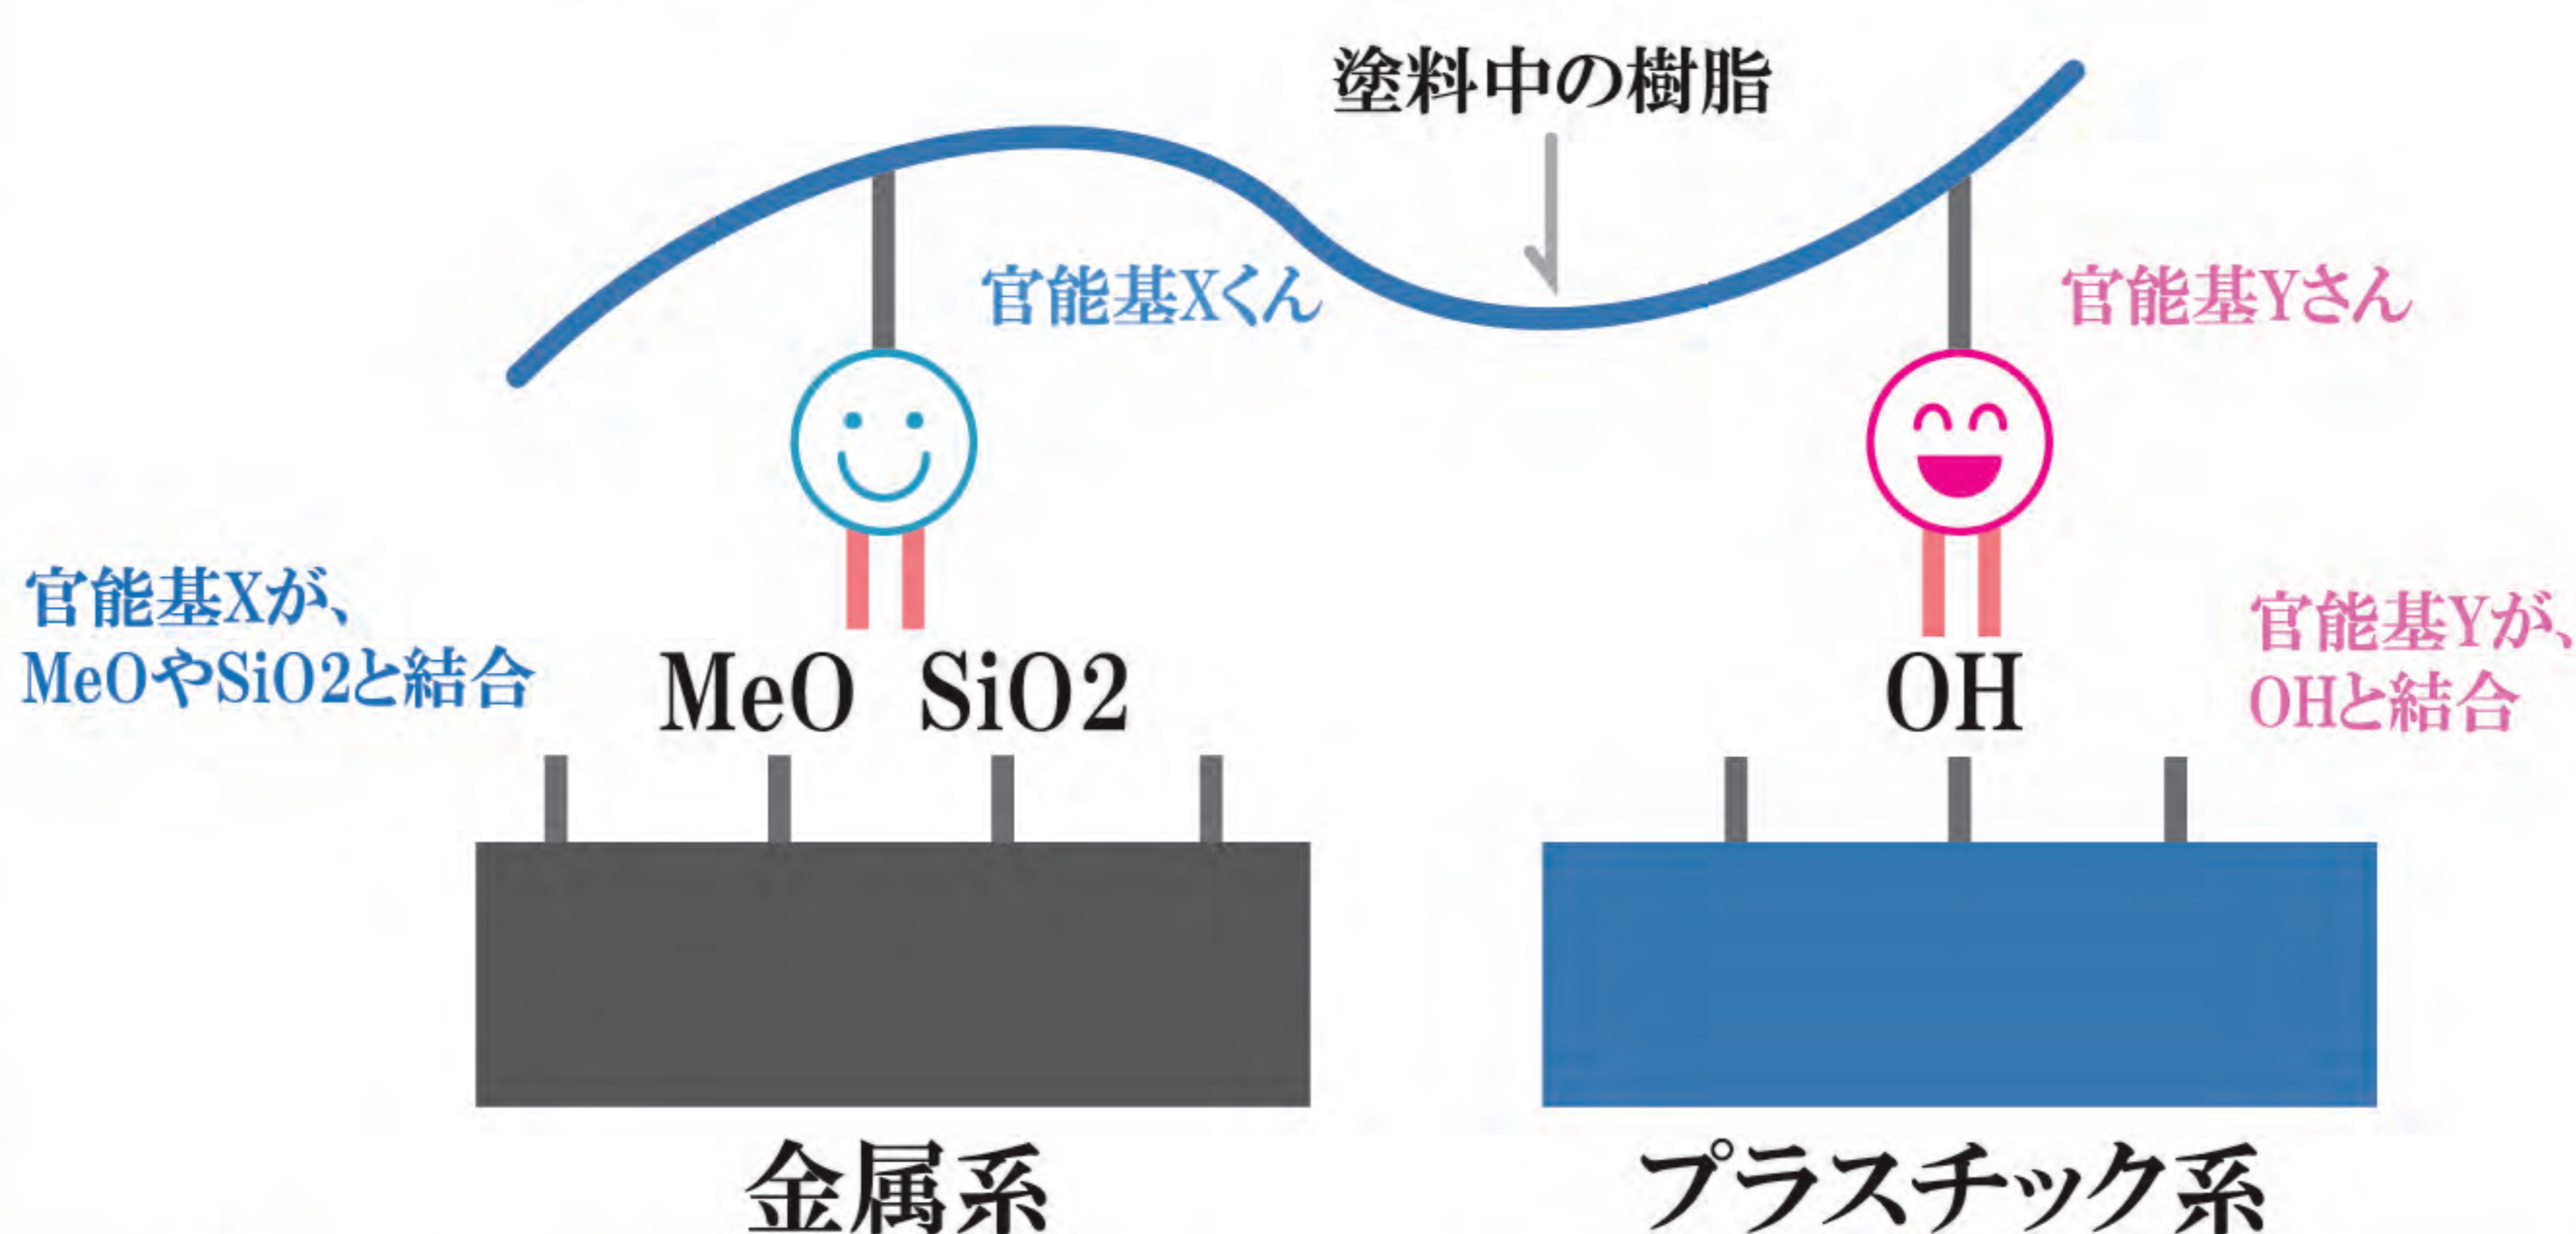 塗料中の樹脂
官能基Xくん
官能基Yさん
官能基Xが、
MeOやSiO2と結合
MeO SiO2
OH
官能基Yが、
OHと結合
金属系
プラスチック系